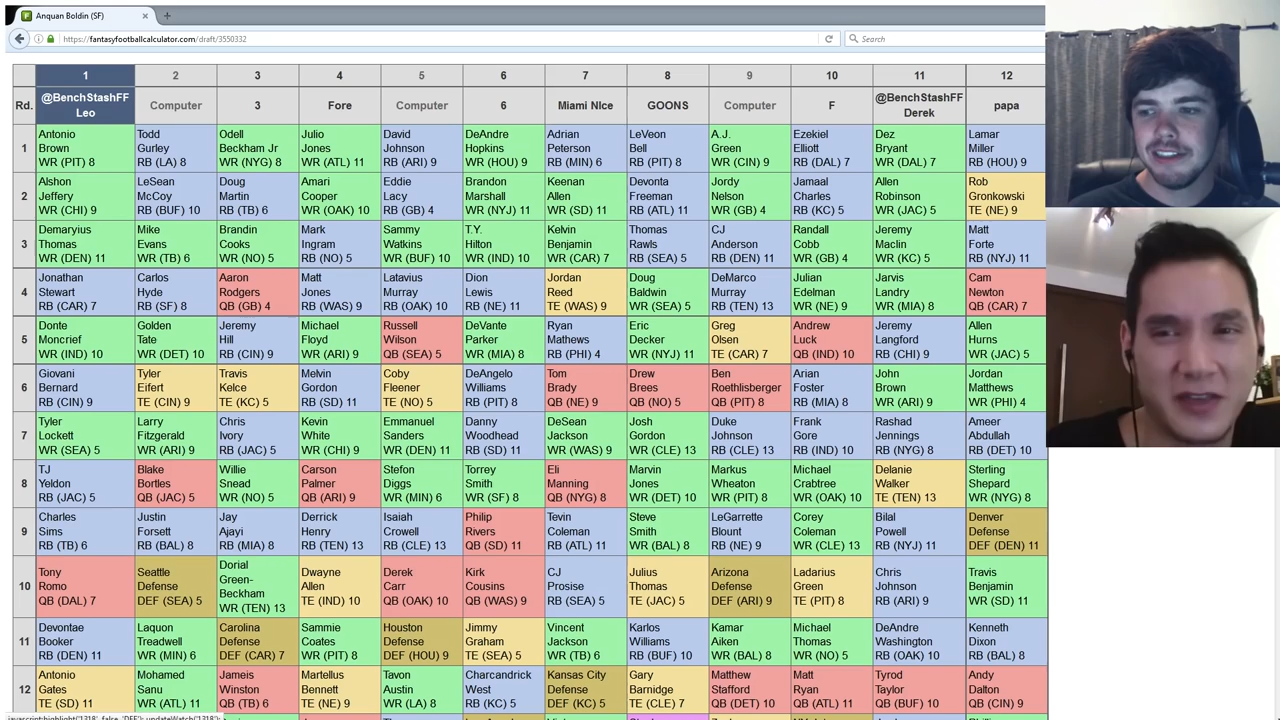 Anquan Boldin (SF)
https://fantasyfootballcalculator.com/draft/3550332
Search
1 2 3 4 5 6 7 8 9 10 11 12
Rd. @BenchStashFF Leo Computer 3 Fore Computer 6 Miami NIce GOONS Computer F @BenchStashFF Derek papa
1
Antonio Todd Odell Julio David DeAndre Adrian LeVeon A.J. Ezekiel Dez Lamar
Brown Gurley Beckham Jr Jones Johnson Hopkins Peterson Bell Green Elliott Bryant Miller
WR (PIT) 8 RB (LA) 8 WR (NYG) 8 WR (ATL) 11 RB (ARI) 9 WR (HOU) 9 RB (MIN) 6 RB (PIT) 8 WR (CIN) 9 RB (DAL) 7 WR (DAL) 7 RB (HOU) 9
2
Alshon LeSean Doug Amari Eddie Brandon Keenan Devonta Jordy Jamaal Allen Rob
Jeffery McCoy Martin Cooper Lacy Marshall Allen Freeman Nelson Charles Robinson Gronkowski
WR (CHI) 9 RB (BUF) 10 RB (TB) 6 WR (OAK) 10 RB (GB) 4 WR (NYJ) 11 WR (SD) 11 RB (ATL) 11 WR (GB) 4 RB (KC) 5 WR (JAC) 5 TE (NE) 9
3
Demaryius Mike Brandin Mark Sammy T.Y. Kelvin Thomas CJ Randall Jeremy Matt
Thomas Evans Cooks Ingram Watkins Hilton Benjamin Rawls Anderson Cobb Maclin Forte
WR (DEN) 11 WR (TB) 6 WR (NO) 5 RB (NO) 5 WR (BUF) 10 WR (IND) 10 WR (CAR) 7 RB (SEA) 5 RB (DEN) 11 WR (GB) 4 WR (KC) 5 RB (NYJ) 11
4
Jonathan Carlos Aaron Matt Latavius Dion Jordan Doug DeMarco Julian Jarvis Cam
Stewart Hyde Rodgers Jones Murray Lewis Reed Baldwin Murray Edelman Landry Newton
RB (CAR) 7 RB (SF) 8 QB (GB) 4 RB (WAS) 9 RB (OAK) 10 RB (NE) 11 TE (WAS) 9 WR (SEA) 5 RB (TEN) 13 WR (NE) 9 WR (MIA) 8 QB (CAR) 7
5
Donte Golden Jeremy Michael Russell DeVante Ryan Eric Greg Andrew Jeremy Allen
Moncrief Tate Hill Floyd Wilson Parker Mathews Decker Olsen Luck Langford Hurns
WR (IND) 10 WR (DET) 10 RB (CIN) 9 WR (ARI) 9 QB (SEA) 5 WR (MIA) 8 RB (PHI) 4 WR (NYJ) 11 TE (CAR) 7 QB (IND) 10 RB (CHI) 9 WR (JAC) 5
6
Giovani Tyler Travis Melvin Coby DeAngelo Tom Drew Ben Arian John Jordan
Bernard Eifert Kelce Gordon Fleener Williams Brady Brees Roethlisberger Foster Brown Matthews
RB (CIN) 9 TE (CIN) 9 TE (KC) 5 RB (SD) 11 TE (NO) 5 RB (PIT) 8 QB (NE) 9 QB (NO) 5 QB (PIT) 8 RB (MIA) 8 WR (ARI) 9 WR (PHI) 4
7
Tyler Larry Chris Kevin Emmanuel Danny DeSean Josh Duke Frank Rashad Ameer
Lockett Fitzgerald Ivory White Sanders Woodhead Jackson Gordon Johnson Gore Jennings Abdullah
WR (SEA) 5 WR (ARI) 9 RB (JAC) 5 WR (CHI) 9 WR (DEN) 11 RB (SD) 11 WR (WAS) 9 WR (CLE) 13 RB (CLE) 13 RB (IND) 10 RB (NYG) 8 RB (DET) 10
8
TJ Blake Willie Carson Stefon Torrey Eli Marvin Markus Michael Delanie Sterling
Yeldon Bortles Snead Palmer Diggs Smith Manning Jones Wheaton Crabtree Walker Shepard
RB (JAC) 5 QB (JAC) 5 WR (NO) 5 QB (ARI) 9 WR (MIN) 6 WR (SF) 8 QB (NYG) 8 WR (DET) 10 WR (PIT) 8 WR (OAK) 10 TE (TEN) 13 WR (NYG) 8
9
Charles Justin Jay Derrick Isaiah Philip Tevin Steve LeGarrette Corey Bilal Denver
Sims Forsett Ajayi Henry Crowell Rivers Coleman Smith Blount Coleman Powell Defense
RB (TB) 6 RB (BAL) 8 RB (MIA) 8 RB (TEN) 13 RB (CLE) 13 QB (SD) 11 RB (ATL) 11 WR (BAL) 8 RB (NE) 9 WR (CLE) 13 RB (NYJ) 11 DEF (DEN) 11
10
Tony Seattle Dorial Dwayne Derek Kirk CJ Julius Arizona Ladarius Chris Travis
Romo Defense Green-Beckham Allen Carr Cousins Prosise Thomas Defense Green Johnson Benjamin
QB (DAL) 7 DEF (SEA) 5 WR (TEN) 13 TE (IND) 10 QB (OAK) 10 QB (WAS) 9 RB (SEA) 5 TE (JAC) 5 DEF (ARI) 9 TE (PIT) 8 RB (ARI) 9 WR (SD) 11
11
Devontae Laquon Carolina Sammie Houston Jimmy Vincent Karlos Kamar Michael DeAndre Kenneth
Booker Treadwell Defense Coates Defense Graham Jackson Williams Aiken Thomas Washington Dixon
RB (DEN) 11 WR (MIN) 6 DEF (CAR) 7 WR (PIT) 8 DEF (HOU) 9 TE (SEA) 5 WR (TB) 6 RB (BUF) 10 WR (BAL) 8 WR (NO) 5 RB (OAK) 10 RB (BAL) 8
12
Antonio Mohamed Jameis Martellus Tavon Charcandrick Kansas City Gary Matthew Matt Tyrod Andy
Gates Sanu Winston Bennett Austin West Defense Barnidge Stafford Ryan Taylor Dalton
TE (SD) 11 WR (ATL) 11 QB (TB) 6 TE (NE) 9 WR (LA) 8 RB (KC) 5 DEF (KC) 5 TE (CLE) 7 QB (DET) 10 QB (ATL) 11 QB (BUF) 10 QB (CIN) 9